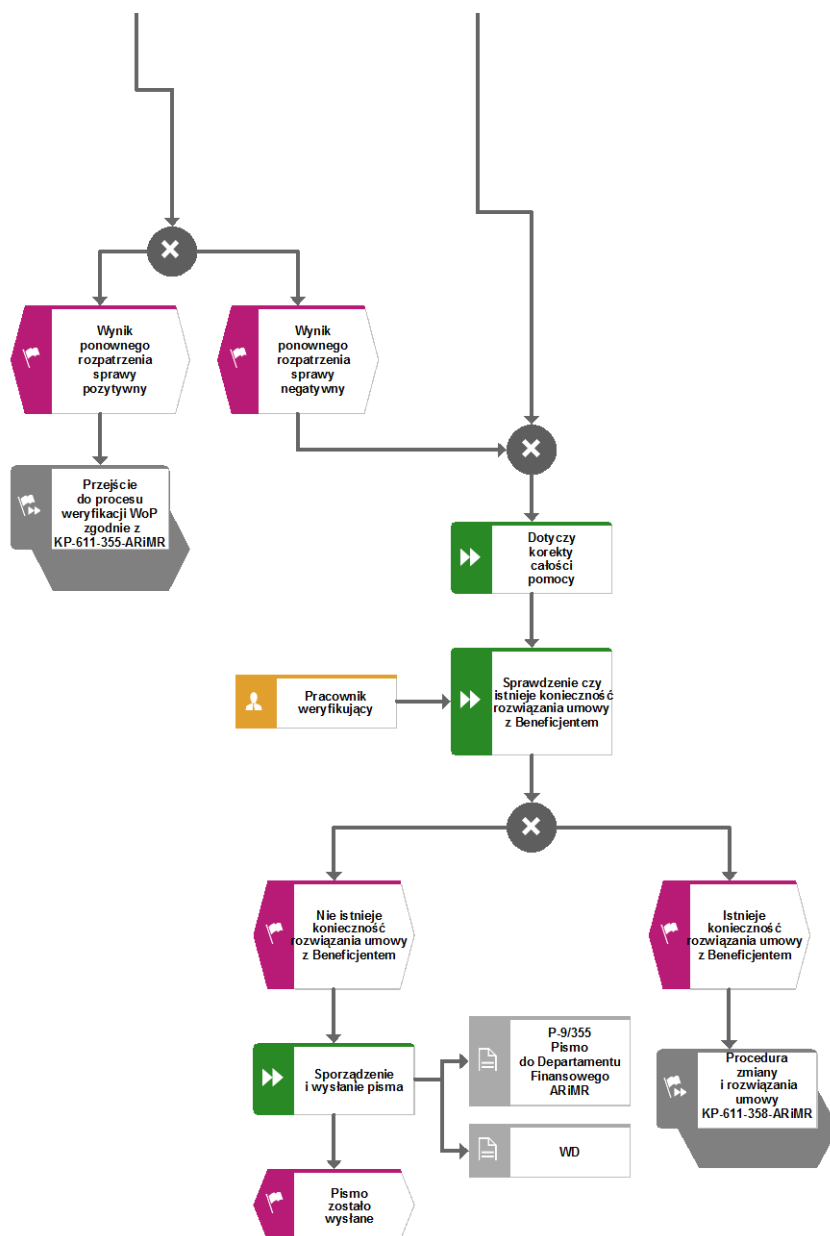 Wynik
ponownego
rozpatrzenia
sprawy
pozytywny
Wynik
ponownego
rozpatrzenia
sprawy
negatywny
Przejście
do procesu
weryfikacji WoP
zgodnie z
KP-611-355-ARiMR
Dotyczy
korekty
całości
pomocy
Pracownik
weryfikujący
Sprawdzenie czy
istnieje konieczność
rozwiązania umowy
z Beneficjentem
Nie istnieje
konieczność
rozwiązania umowy
z Beneficjentem
Istnieje
konieczność
rozwiązania umowy
z Beneficjentem
Sporządzenie
i wysłanie pisma
P-9/355
Pismo
do Departamentu
Finansowego
ARiMR
WD
Procedura
zmiany
i rozwiązania
umowy
KP-611-358-ARiMR
Pismo
zostało
wysłane